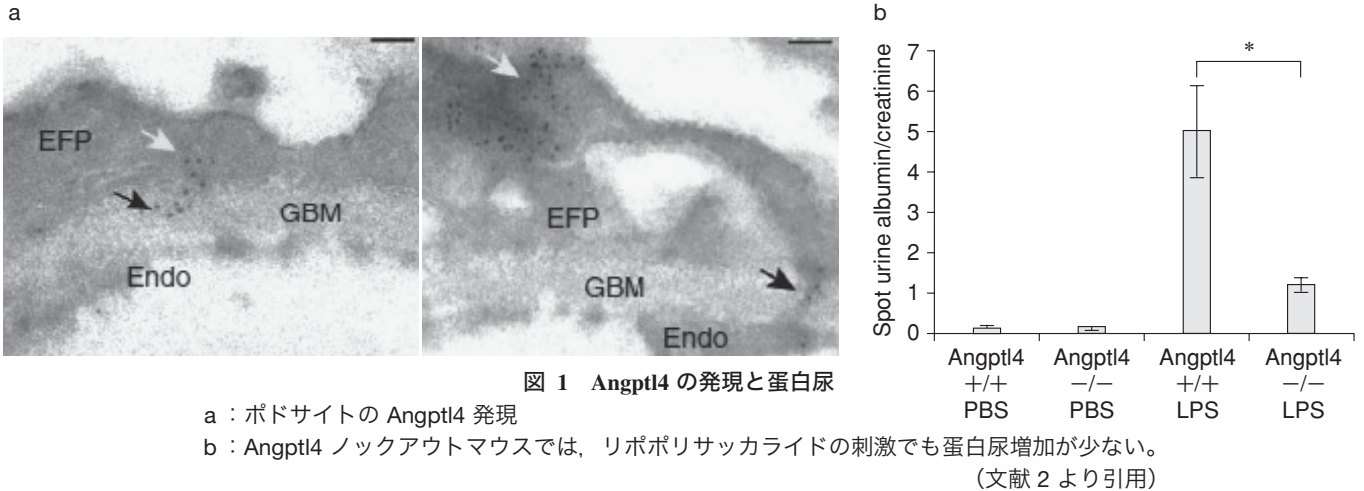 a
EFP
GBM
Endo
EFP
GBM
Endo
b
Spot urine albumin/creatinine
7
6
5
4
3
2
1
0
*
Angptl4
+/+
PBS
Angptl4
−/−
PBS
Angptl4
+/+
LPS
Angptl4
−/−
LPS
図 1 Angptl4 の発現と蛋白尿
a：ポドサイトの Angptl4 発現
b：Angptl4 ノックアウトマウスでは，リポポリサッカライドの刺激でも蛋白尿増加が少ない。
（文献 2 より引用）